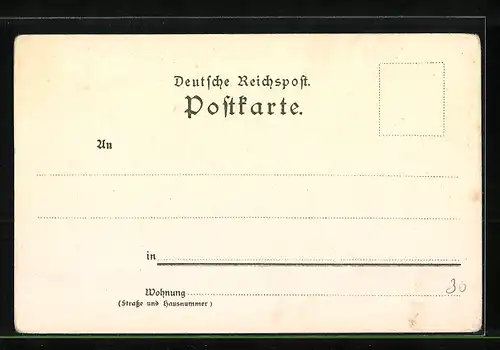 Deutsche Reichspost.
Postkarte.
An
in
Wohnung
(Straße und Hausnummer)
30